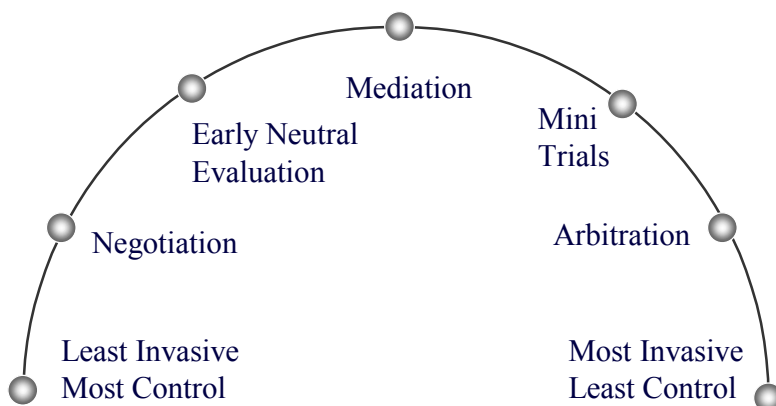 Mediation
Early Neutral
Evaluation
Mini
Trials
Negotiation
Arbitration
Least Invasive
Most Control
Most Invasive
Least Control